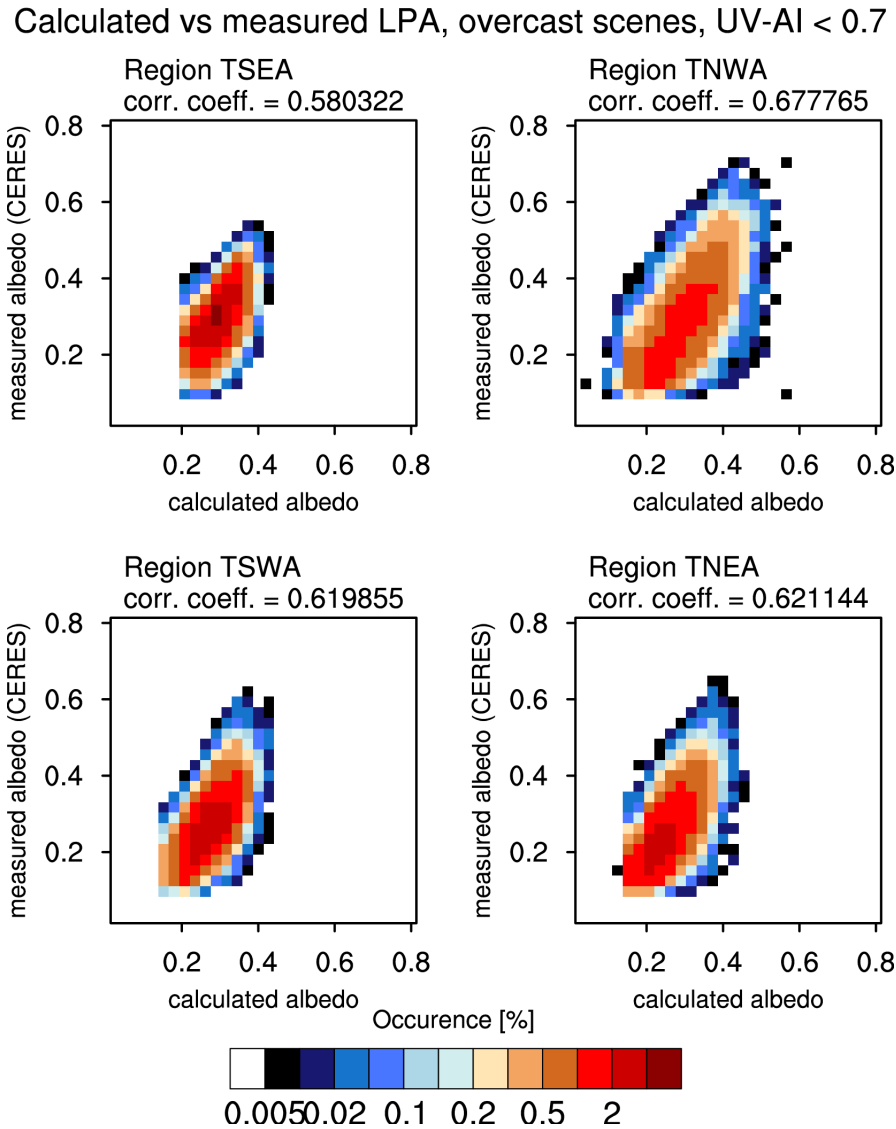 Calculated vs measured LPA, overcast scenes, UV-AI < 0.7
Region TSEA
corr. coeff. = 0.580322
measured albedo (CERES)
0.8
0.6
0.4
0.2
0.2 0.4 0.6 0.8
calculated albedo
Region TNWA
corr. coeff. = 0.677765
measured albedo (CERES)
0.8
0.6
0.4
0.2
0.2 0.4 0.6 0.8
calculated albedo
Region TSWA
corr. coeff. = 0.619855
measured albedo (CERES)
0.8
0.6
0.4
0.2
0.2 0.4 0.6 0.8
calculated albedo
Region TNEA
corr. coeff. = 0.621144
measured albedo (CERES)
0.8
0.6
0.4
0.2
0.2 0.4 0.6 0.8
calculated albedo
Occurence [%]
0.005 0.02 0.1 0.2 0.5 2